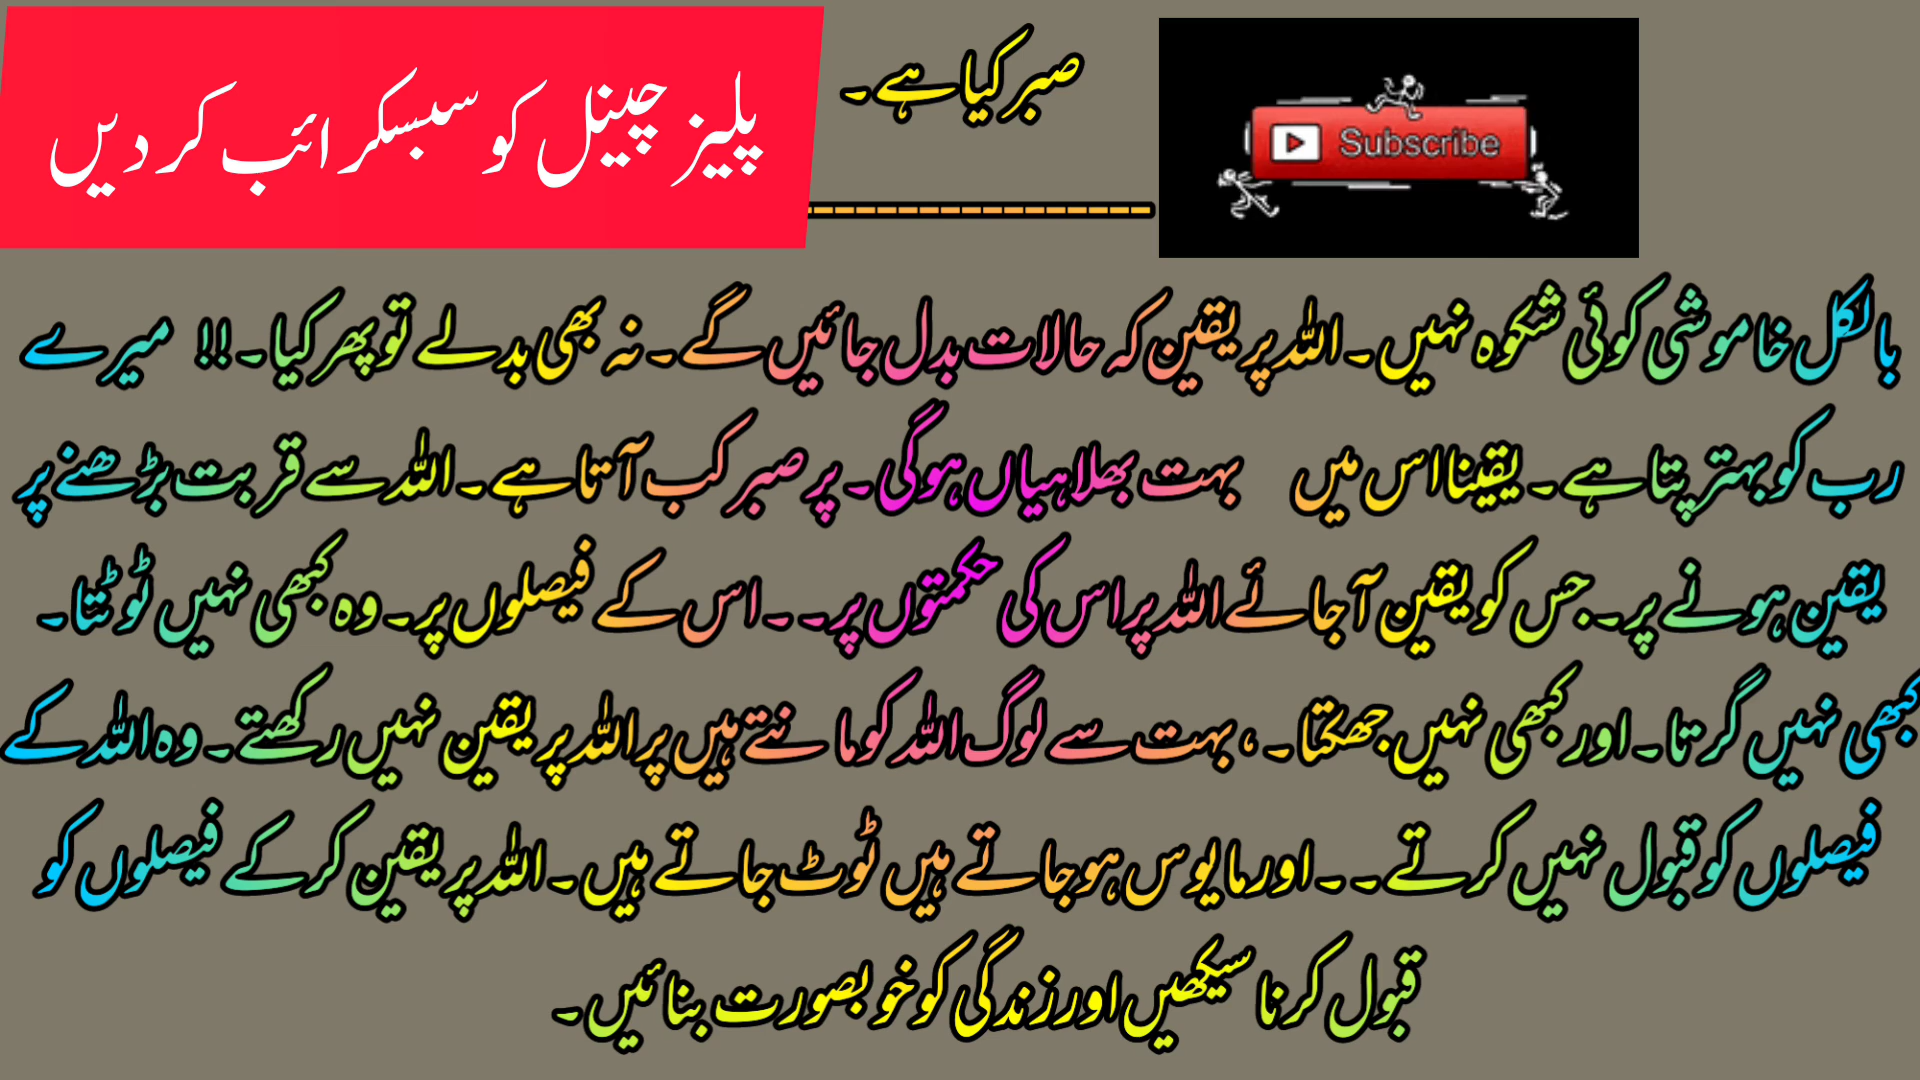 پلیز چینل کو سبسکرائب کر دیں
صبر کیا ہے۔
Subscribe
بالکل خاموشی کوئی شکوہ نہیں۔ اللہ پر یقین کہ حالات بدل جائیں گے۔ نہ بھی بدلے تو پھر کیا۔!! میرے
رب کو بہتر پتا ہے۔ یقینا اس میں بہت بھلاہیاں ہوگی۔ پر صبر کب آتا ہے۔ اللہ سے قربت بڑھنے پر
یقین ہونے پر۔ جس کو یقین آجائے اللہ پر اس کی حکمتوں پر۔۔ اس کے فیصلوں پر۔ وہ کبھی نہیں ٹوٹتا۔
کبھی نہیں گرتا۔ اور کبھی نہیں جھکتا۔ ، بہت سے لوگ اللہ کو مانتے ہیں پر اللہ پر یقین نہیں رکھتے۔ وہ اللہ کے
فیصلوں کو قبول نہیں کرتے۔۔ اور مایوس ہوجاتے ہیں ٹوٹ جاتے ہیں۔ اللہ پر یقین کر کے فیصلوں کو
قبول کرنا سیکھیں اور زندگی کو خوبصورت بنائیں۔